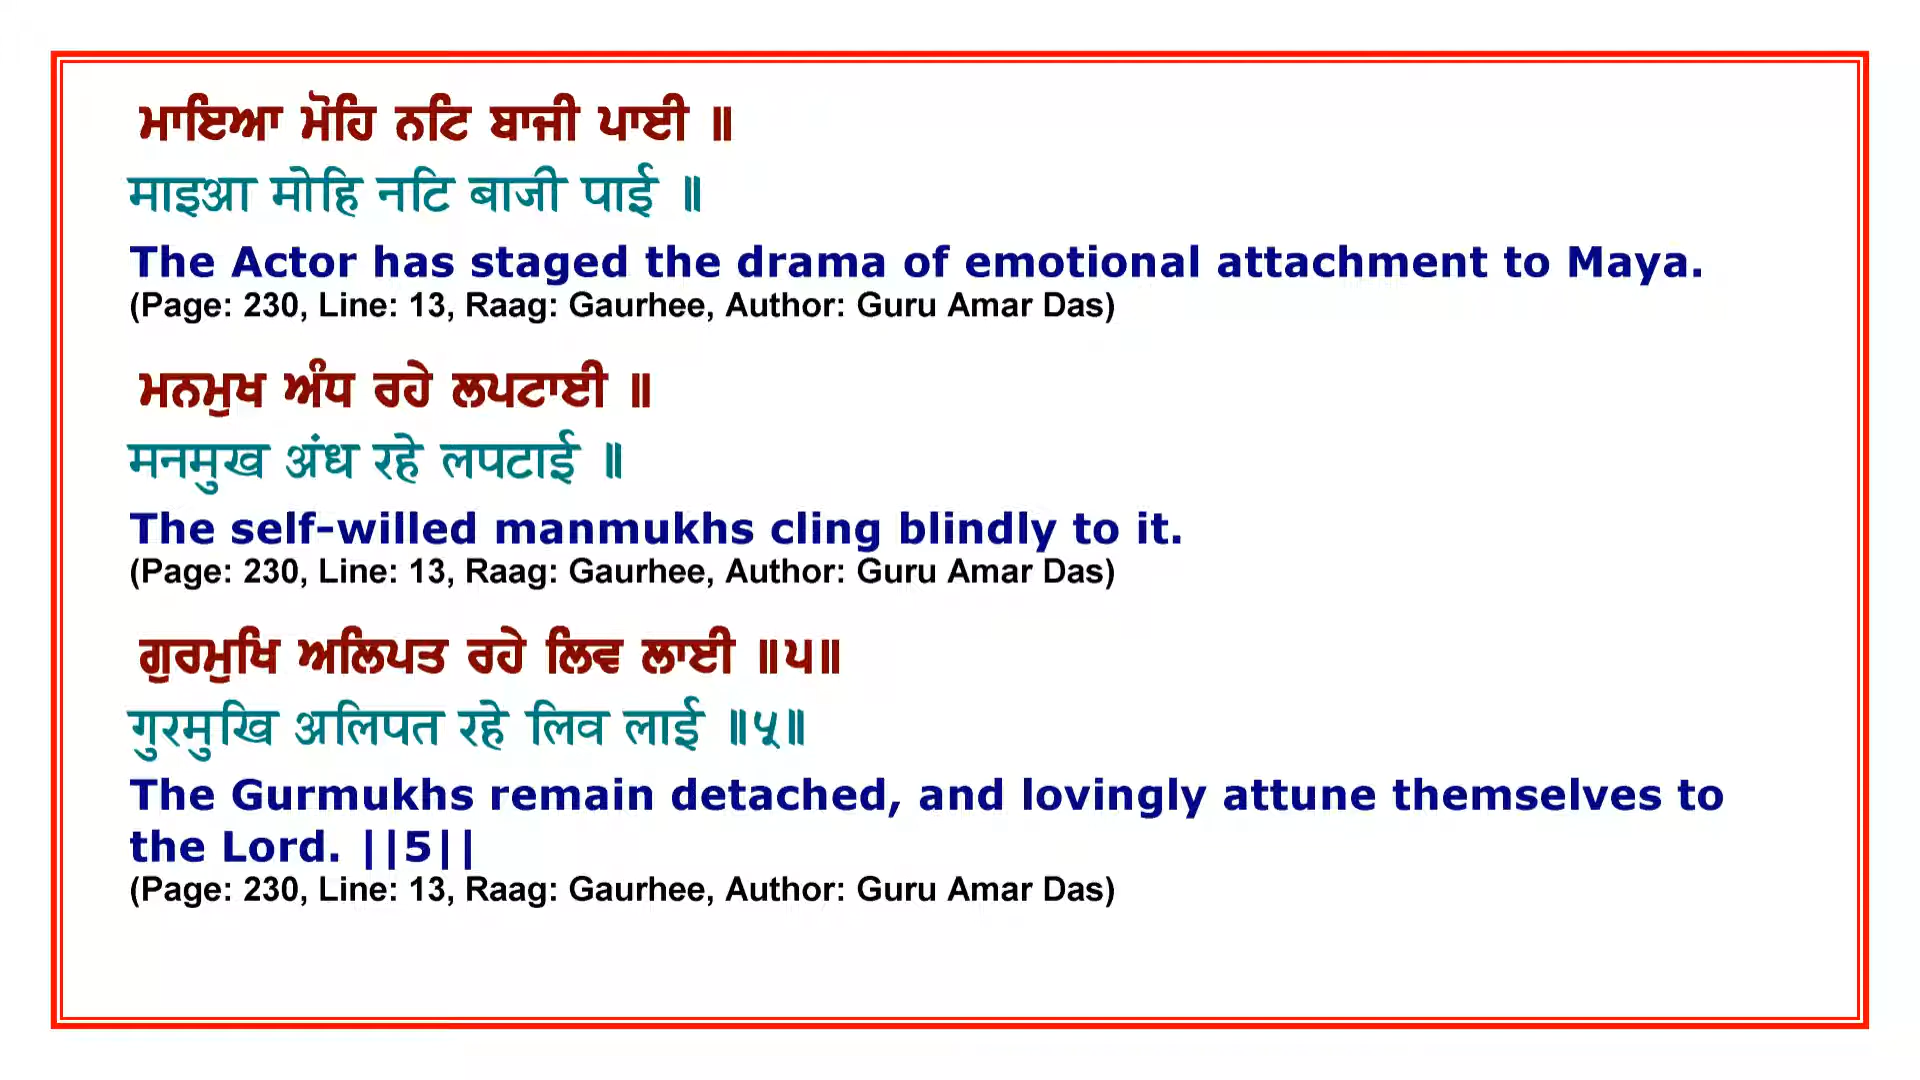 ਮਾਇਆ ਮੋਹਿ ਨਟਿ ਬਾਜੀ ਪਾਈ ॥
माइआ मोहि नटि बाजी पाई ॥
The Actor has staged the drama of emotional attachment to Maya.
(Page: 230, Line: 13, Raag: Gaurhee, Author: Guru Amar Das)
ਮਨਮੁਖ ਅੰਧ ਰਹੇ ਲਪਟਾਈ ॥
मनमुख अंध रहे लपटाई ॥
The self-willed manmukhs cling blindly to it.
(Page: 230, Line: 13, Raag: Gaurhee, Author: Guru Amar Das)
ਗੁਰਮੁਖਿ ਅਲਿਪਤ ਰਹੇ ਲਿਵ ਲਾਈ ॥੫॥
गुरमुखि अलिपत रहे लिव लाई ॥५॥
The Gurmukhs remain detached, and lovingly attune themselves to
the Lord. ||5||
(Page: 230, Line: 13, Raag: Gaurhee, Author: Guru Amar Das)